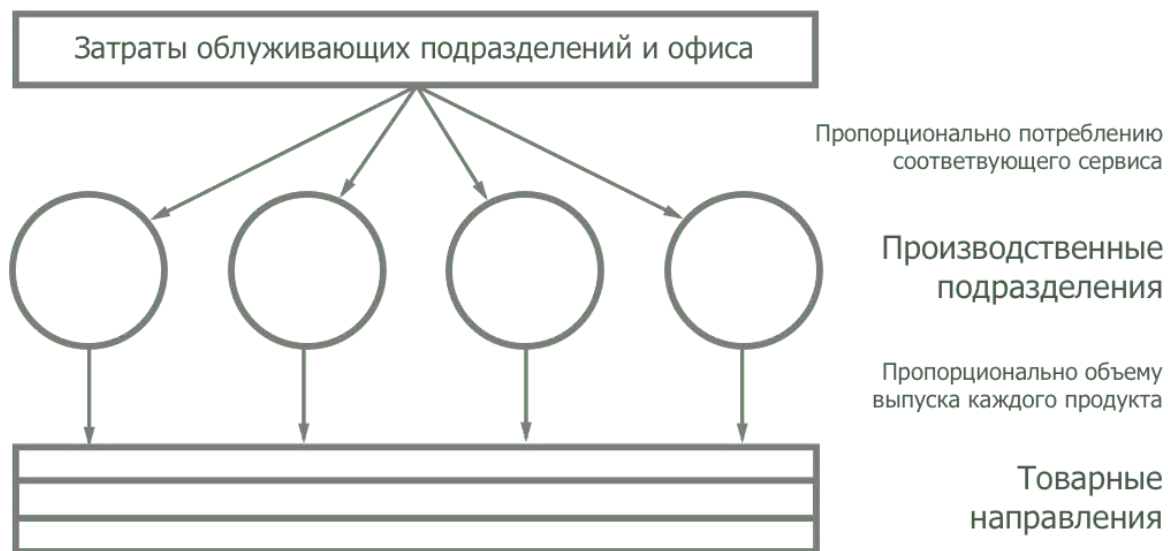 Затраты облуживающих подразделений и офиса
Пропорционально потреблению
соответвующего сервиса
Производственные
подразделения
Пропорционально объему
выпуска каждого продукта
Товарные
направления